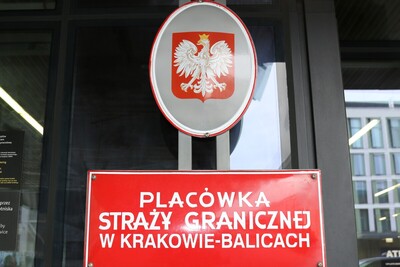 PLACÓWKA
STRAŻY GRANICZNEJ
W KRAKOWIE-BALICACH